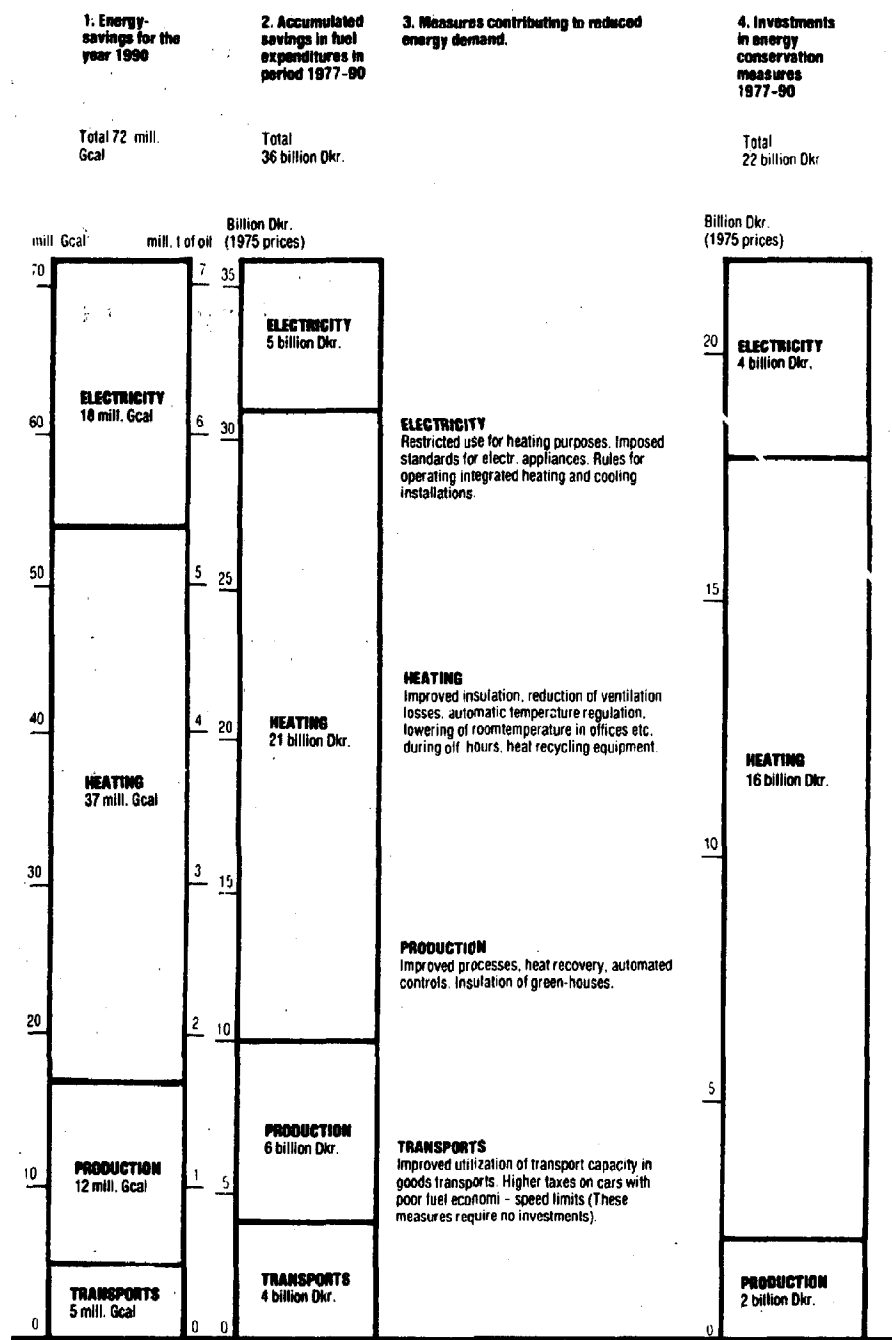 1. Energy-
savings for the
year 1990
Total 72 mill.
Gcal
mill Gcal
mill. t of oil
70
60
50
40
30
20
10
0
7
6
5
4
3
2
1
0
ELECTRICITY
18 mill. Gcal
HEATING
37 mill. Gcal
PRODUCTION
12 mill. Gcal
TRANSPORTS
5 mill. Gcal
2. Accumulated
savings in fuel
expenditures in
period 1977-90
Total
36 billion Dkr.
Billion Dkr.
(1975 prices)
35
30
25
20
15
10
5
0
ELECTRICITY
5 billion Dkr.
HEATING
21 billion Dkr.
PRODUCTION
6 billion Dkr.
TRANSPORTS
4 billion Dkr.
3. Measures contributing to reduced
energy demand.
ELECTRICITY
Restricted use for heating purposes. Imposed
standards for electr. appliances. Rules for
operating integrated heating and cooling
installations.
HEATING
Improved insulation, reduction of ventilation
losses, automatic temperature regulation,
lowering of roomtemperature in offices etc.
during off hours, heat recycling equipment.
PRODUCTION
Improved processes, heat recovery, automated
controls. Insulation of green-houses.
TRANSPORTS
Improved utilization of transport capacity in
goods transports. Higher taxes on cars with
poor fuel economi - speed limits (These
measures require no investments).
4. Investments
in energy
conservation
measures
1977-90
Total
22 billion Dkr
Billion Dkr.
(1975 prices)
20
15
10
5
0
ELECTRICITY
4 billion Dkr.
HEATING
16 billion Dkr.
PRODUCTION
2 billion Dkr.